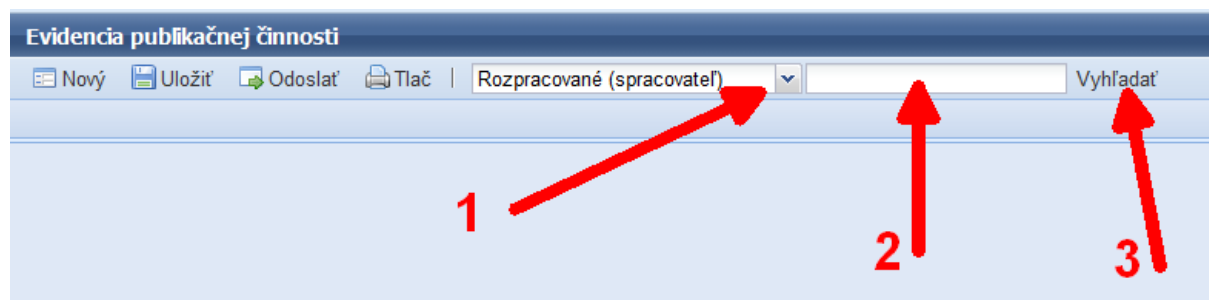 Evidencia publikačnej činnosti
Nový Uložiť Odoslať Tlač | Rozpracované (spracovateľ) Vyhľadať
1
2
3